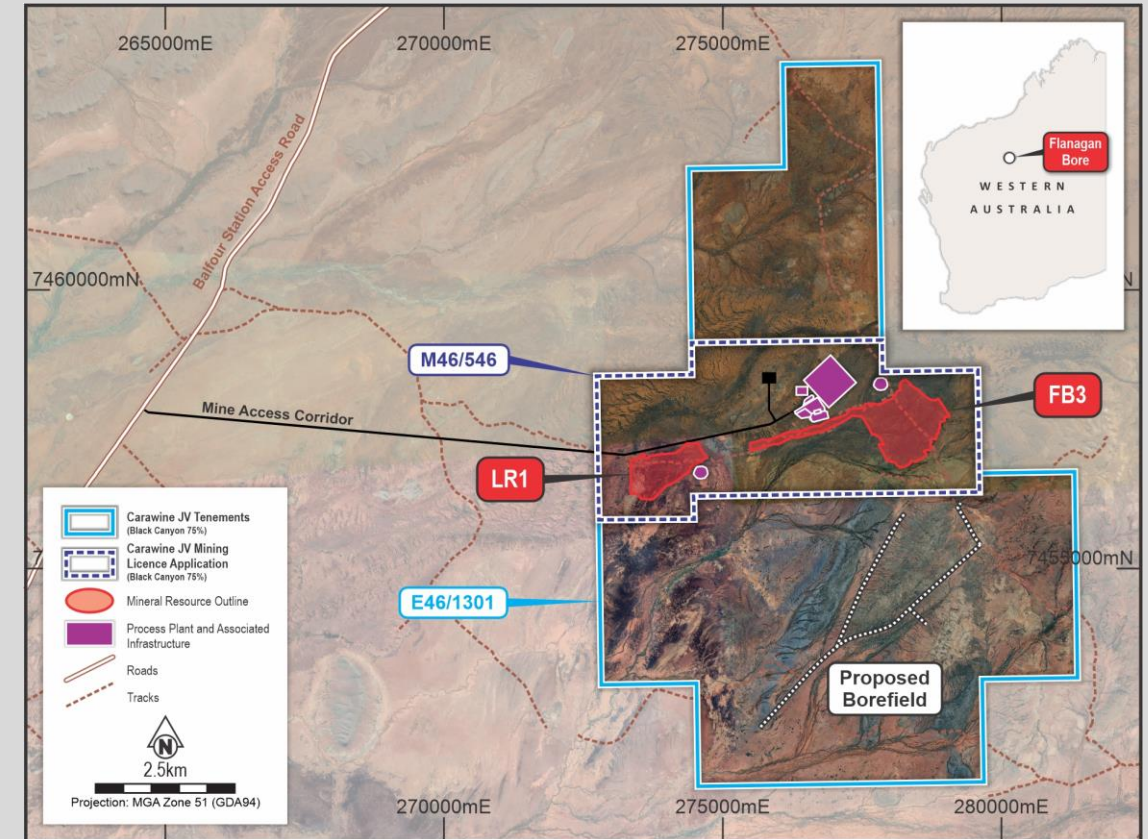 265000mE
270000mE
275000mE
Flanagan
Bore
WESTERN
AUSTRALIA
Balfour Station Access Road
7460000mN
M46/546
Mine Access Corridor
FB3
LR1
7455000mN
E46/1301
Proposed
Borefield
Carawine JV Tenements
(Black Canyon 75%)
Carawine JV Mining
Licence Application
(Black Canyon 75%)
Mineral Resource Outline
Process Plant and Associated
Infrastructure
Roads
Tracks
N
2.5km
Projection: MGA Zone 51 (GDA94)
270000mE
275000mE
280000mE